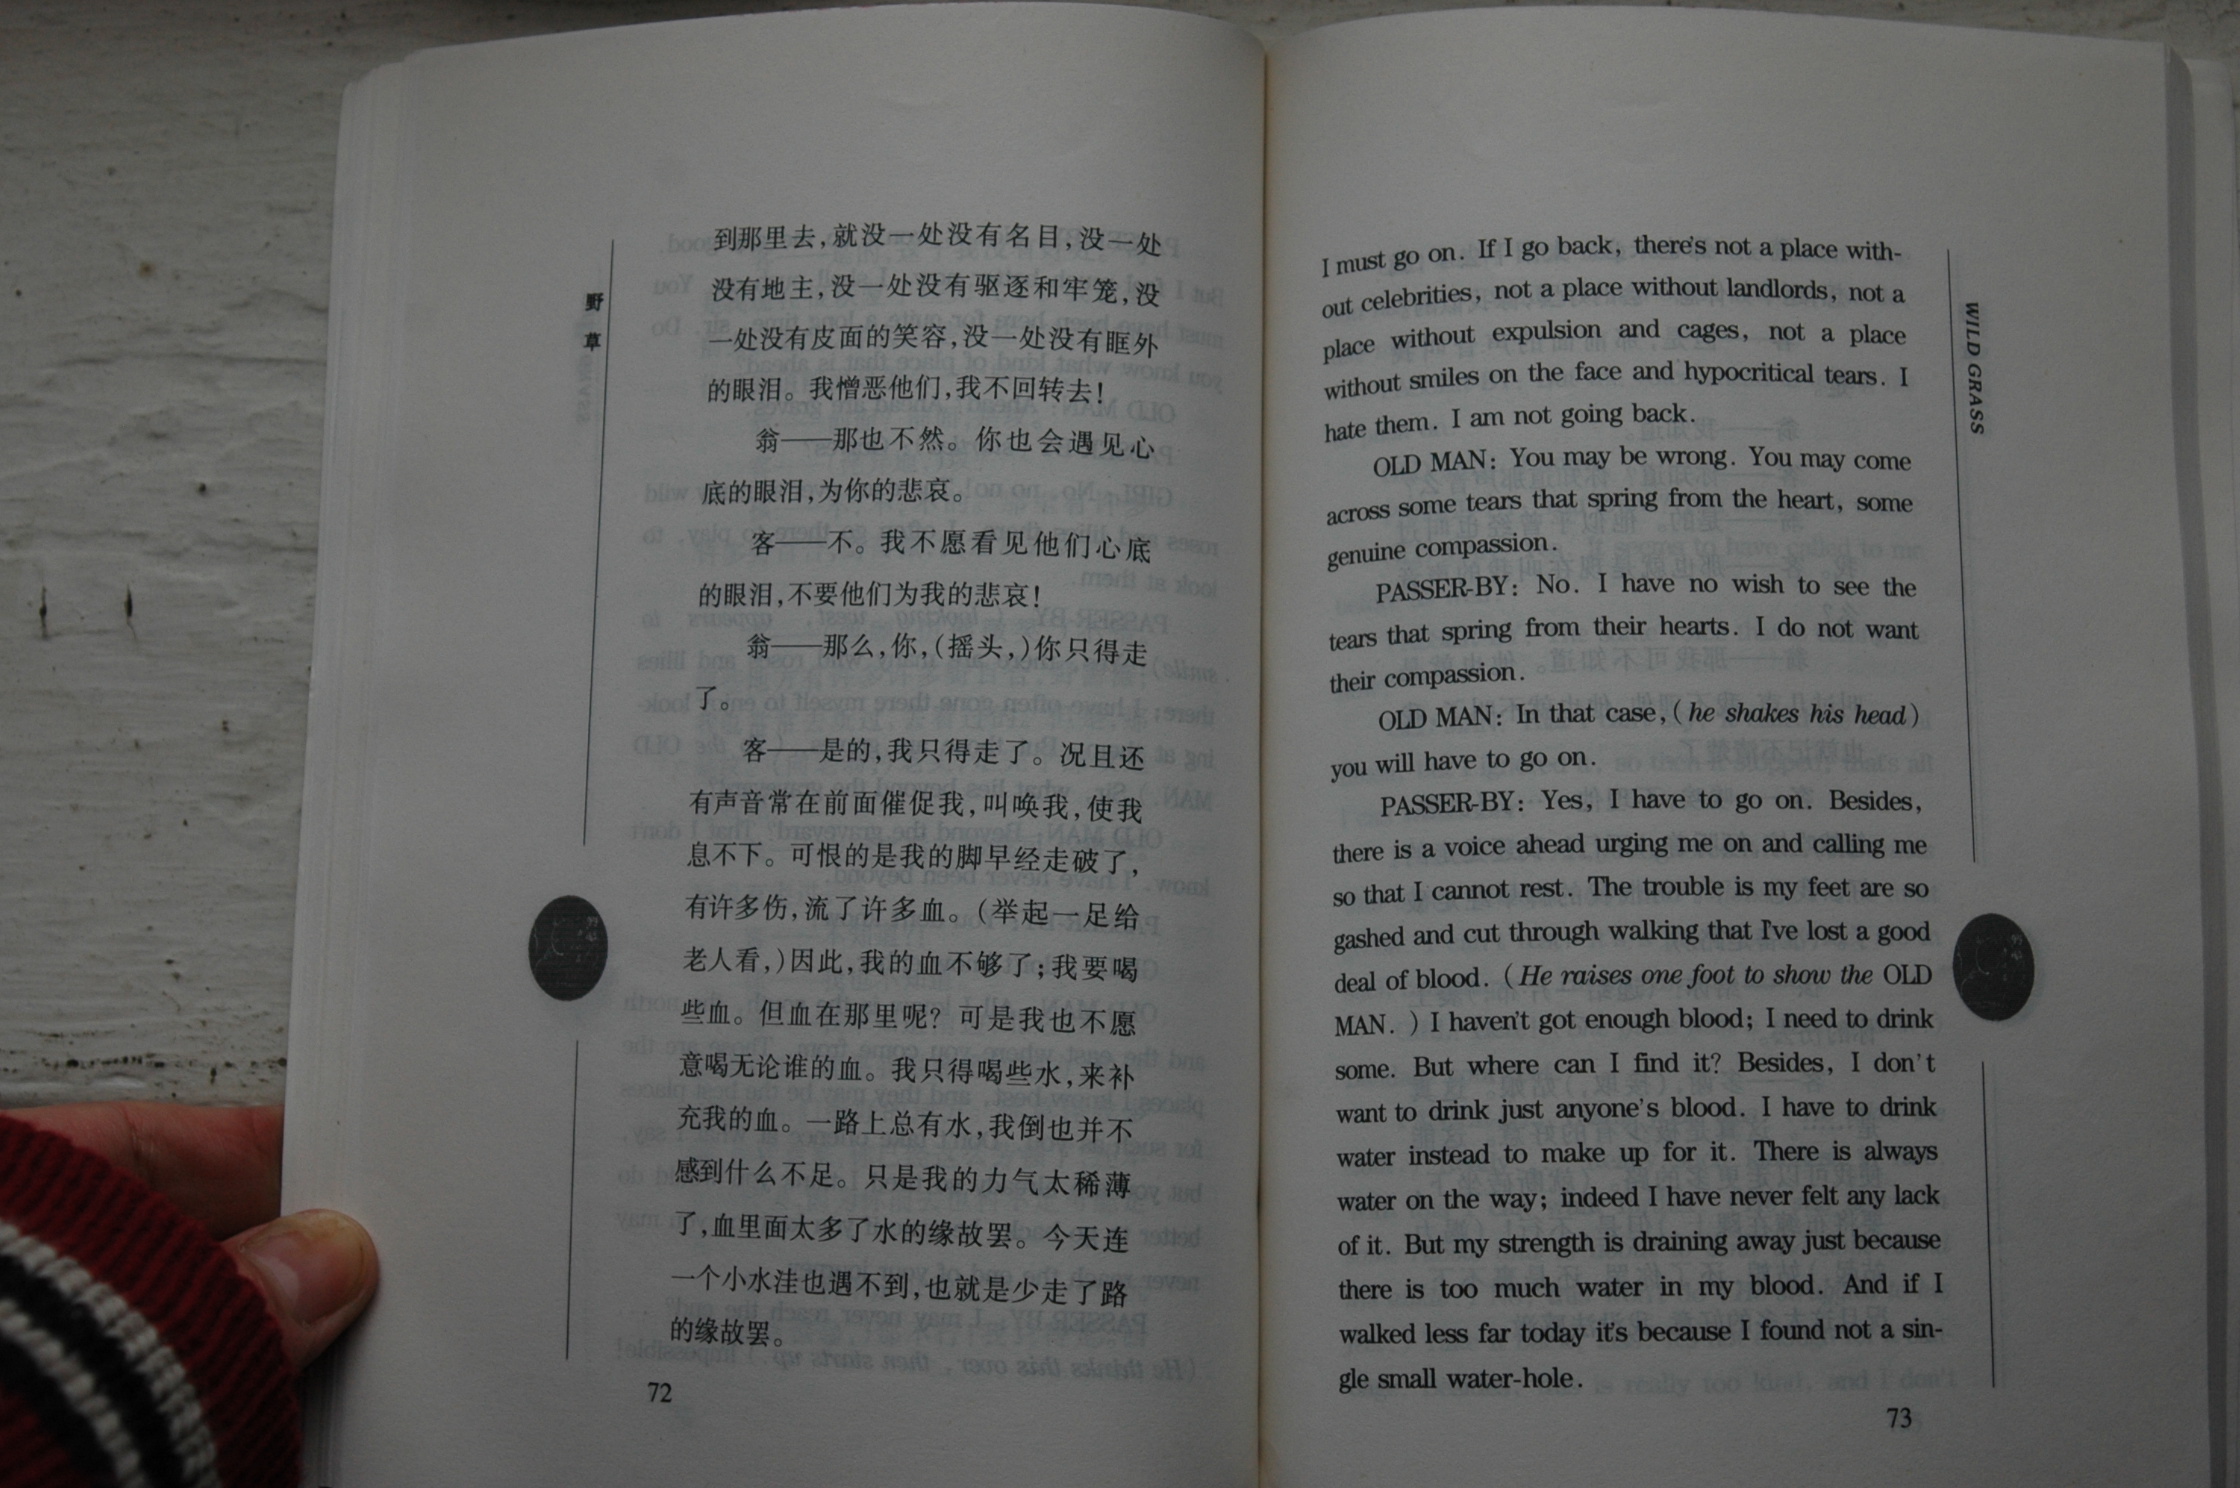 野草
到那里去,就没一处没有名目,没一处
没有地主,没一处没有驱逐和牢笼,没
一处没有皮面的笑容,没一处没有眶外
的眼泪。我憎恶他们,我不回转去!
翁——那也不然。你也会遇见心
底的眼泪,为你的悲哀。
客——不。我不愿看见他们心底
的眼泪,不要他们为我的悲哀!
翁——那么,你,(摇头,)你只得走
了。
客——是的,我只得走了。况且还
有声音常在前面催促我,叫唤我,使我
息不下。可恨的是我的脚早经走破了,
有许多伤,流了许多血。(举起一足给
老人看,)因此,我的血不够了;我要喝
些血。但血在那里呢?可是我也不愿
意喝无论谁的血。我只得喝些水,来补
充我的血。一路上总有水,我倒也并不
感到什么不足。只是我的力气太稀薄
了,血里面太多了水的缘故罢。今天连
一个小水洼也遇不到,也就是少走了路
的缘故罢。
72
I must go on. If I go back, there's not a place with-
out celebrities, not a place without landlords, not a
place without expulsion and cages, not a place
without smiles on the face and hypocritical tears. I
hate them. I am not going back.
OLD MAN: You may be wrong. You may come
across some tears that spring from the heart, some
genuine compassion.
PASSER-BY: No. I have no wish to see the
tears that spring from their hearts. I do not want
their compassion.
OLD MAN: In that case, (he shakes his head)
you will have to go on.
PASSER-BY: Yes, I have to go on. Besides,
there is a voice ahead urging me on and calling me
so that I cannot rest. The trouble is my feet are so
gashed and cut through walking that I've lost a good
deal of blood. (He raises one foot to show the OLD
MAN. ) I haven't got enough blood; I need to drink
some. But where can I find it? Besides, I don't
want to drink just anyone's blood. I have to drink
water instead to make up for it. There is always
water on the way; indeed I have never felt any lack
of it. But my strength is draining away just because
there is too much water in my blood. And if I
walked less far today it's because I found not a sin-
gle small water-hole.
WILD GRASS
73